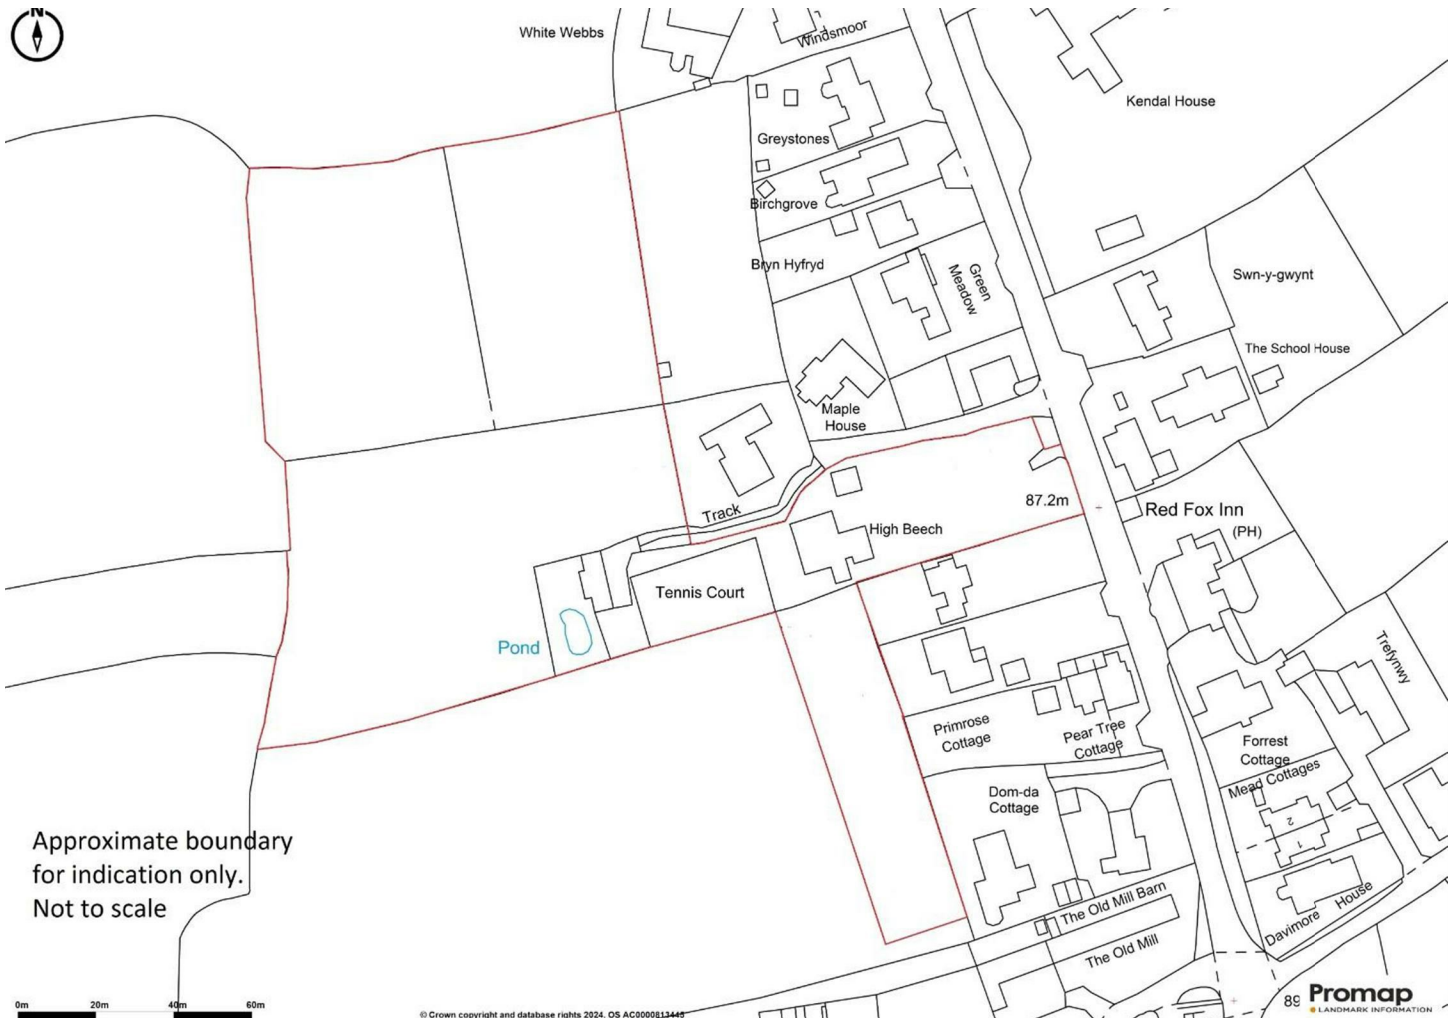 N
White Webbs
Windsmoor
Kendal House
Greystones
Birchgrove
Bryn Hyfryd
Green
Meadow
Swn-y-gwynt
The School House
Maple
House
87.2m
Red Fox Inn
(PH)
Track
High Beech
Tennis Court
Pond
Trefynwy
Primrose
Cottage
Pear Tree
Cottage
Forrest
Cottage
Mead Cottages
2
1
Dom-da
Cottage
Davimore House
The Old Mill Barn
The Old Mill
Approximate boundary
for indication only.
Not to scale
0m 20m 40m 60m
© Crown copyright and database rights 2024. OS AC0000813445
89
Promap
LANDMARK INFORMATION